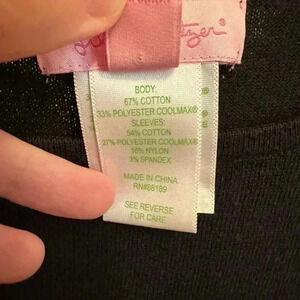 BODY:
67% COTTON
33% POLYESTER COOLMAX®
SLEEVES:
54% COTTON
27% POLYESTER COOLMAX®
16% NYLON
3% SPANDEX
MADE IN CHINA
RN#88189
SEE REVERSE
FOR CARE